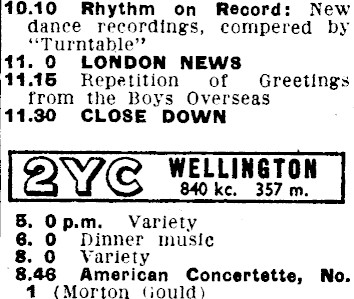 10.10 Rhythm on Record: New
dance recordings, compered by
"Turntable"
11. 0 LONDON NEWS
11.15 Repetition of Greetings
from the Boys Overseas
11.30 CLOSE DOWN
2YC WELLINGTON
840 kc. 357 m.
5. 0 p.m. Variety
6. 0 Dinner music
8. 0 Variety
8.46 American Concertette, No.
1 (Morton Gould)